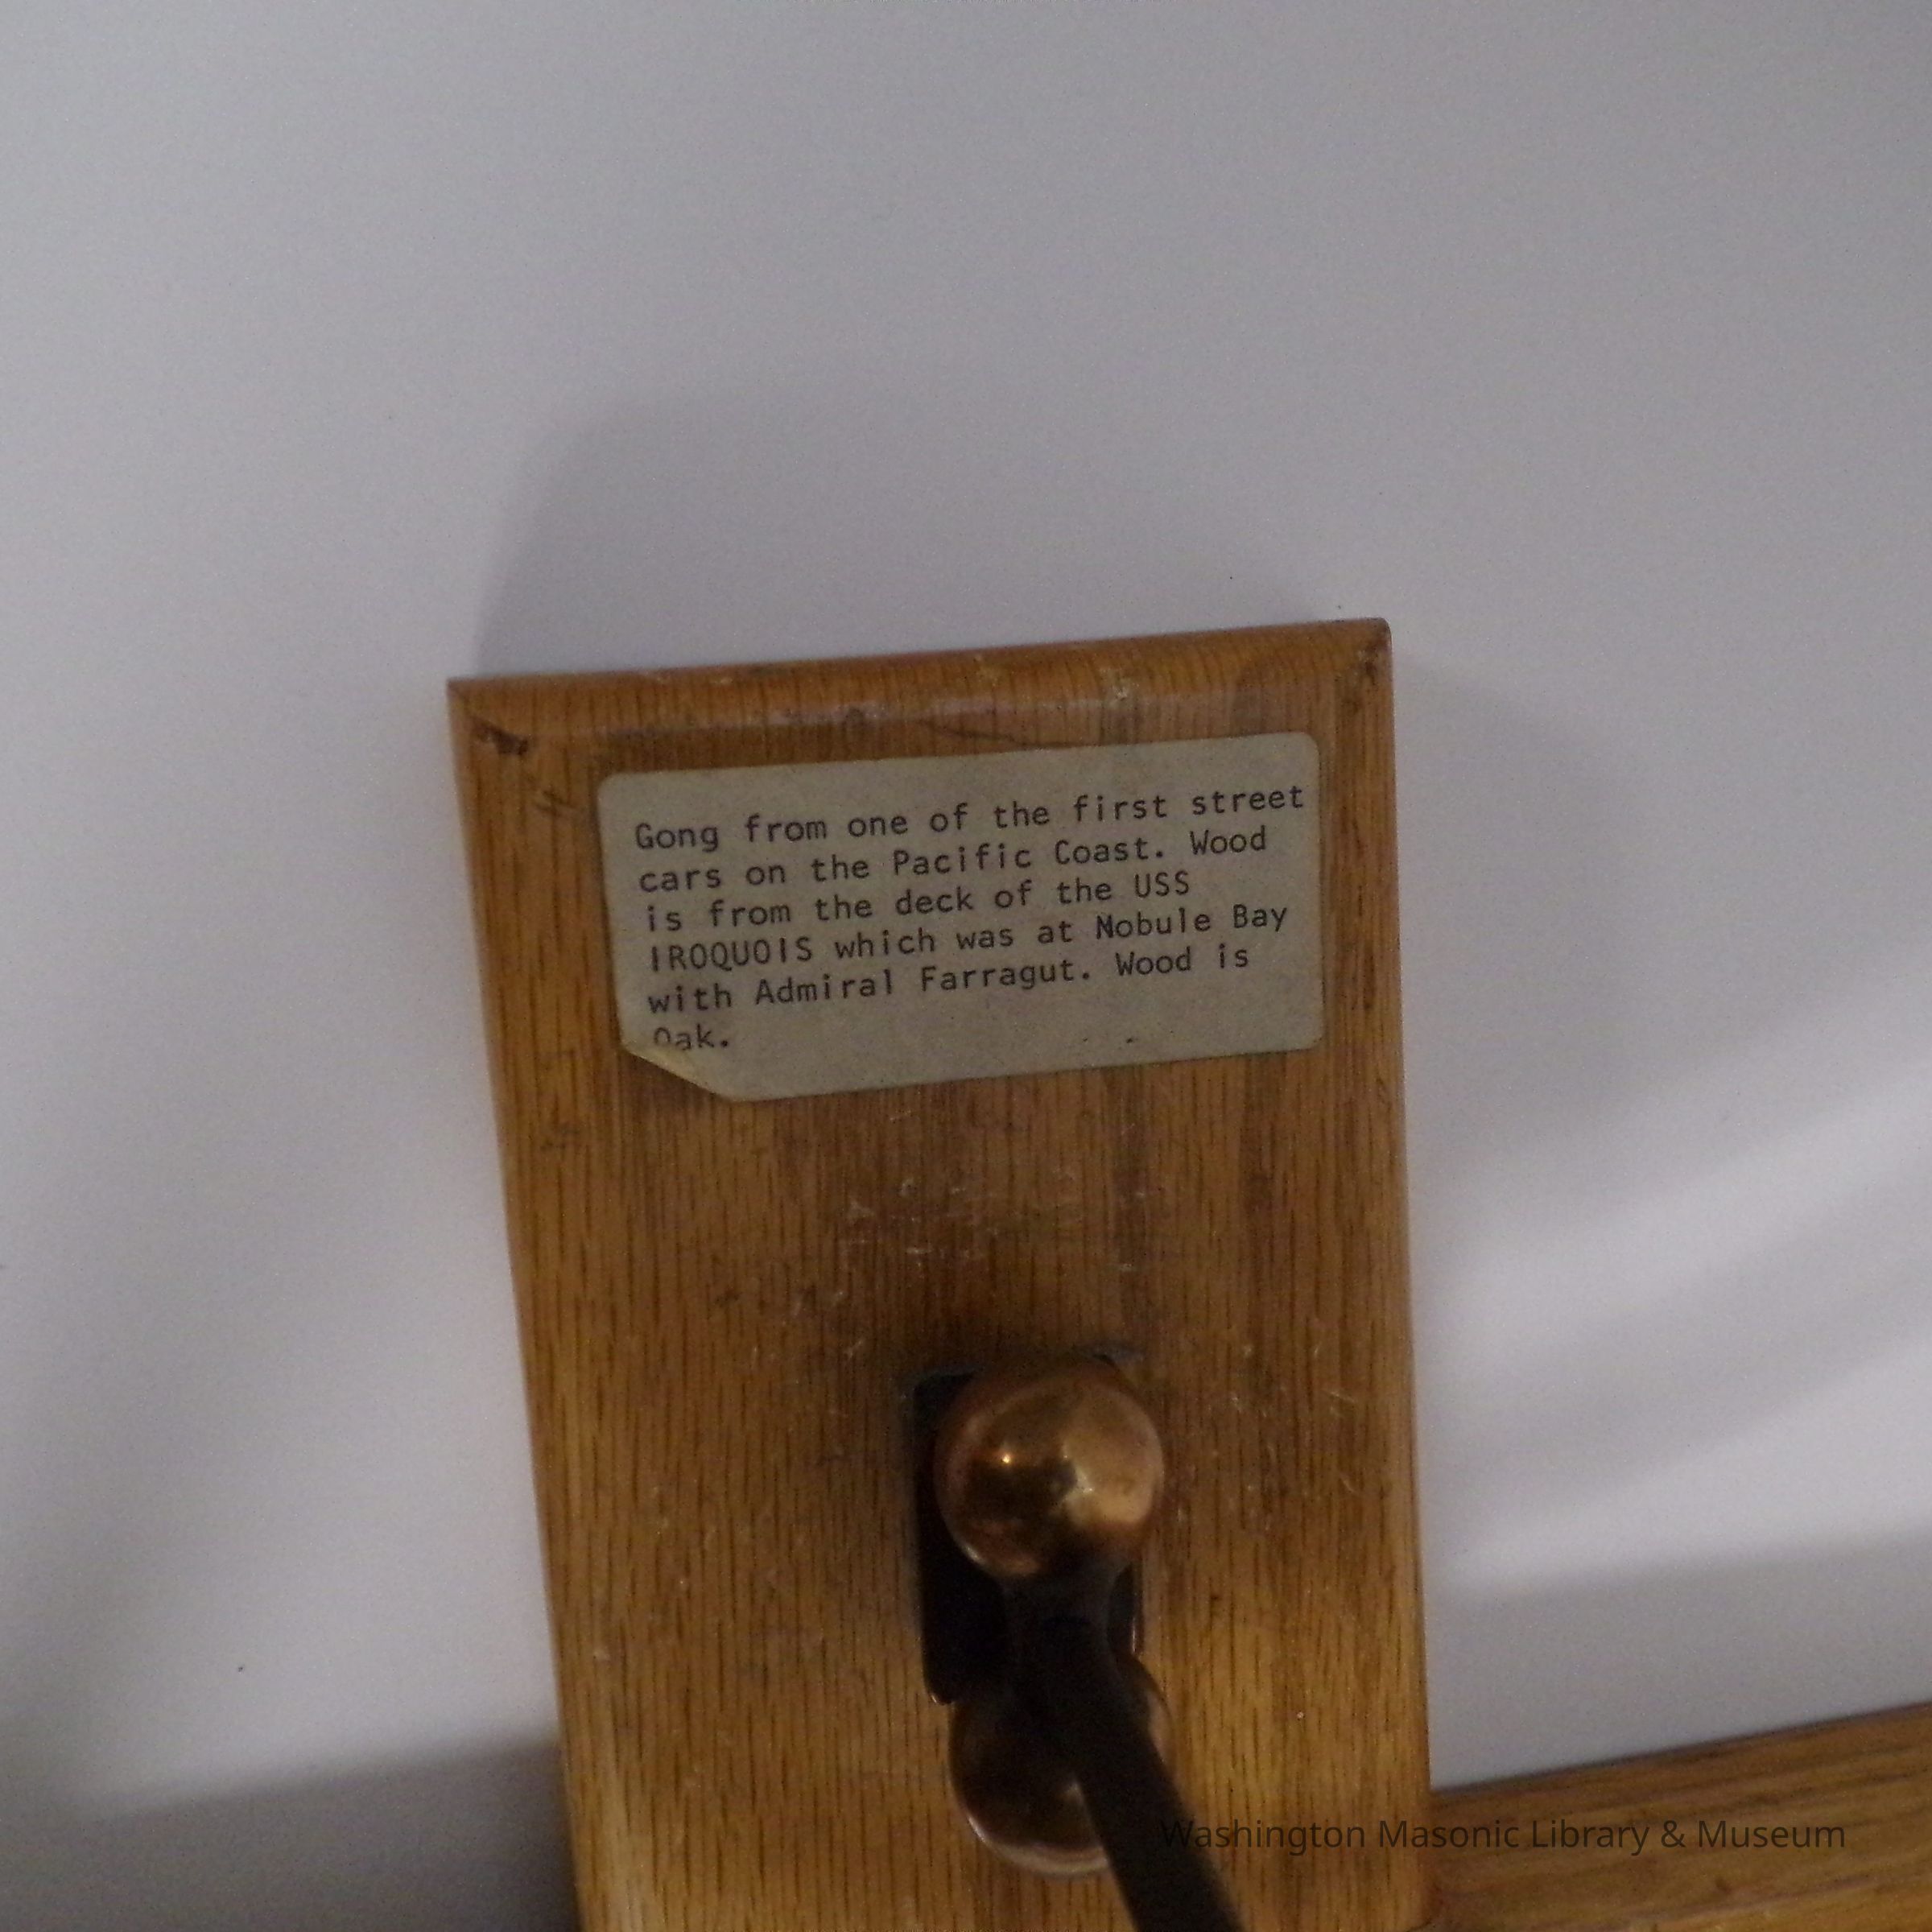 Gong from one of the first street
cars on the Pacific Coast. Wood
is from the deck of the USS
IROQUOIS which was at Nobule Bay
with Admiral Farragut. Wood is
Oak.
Washington Masonic Library & Museum